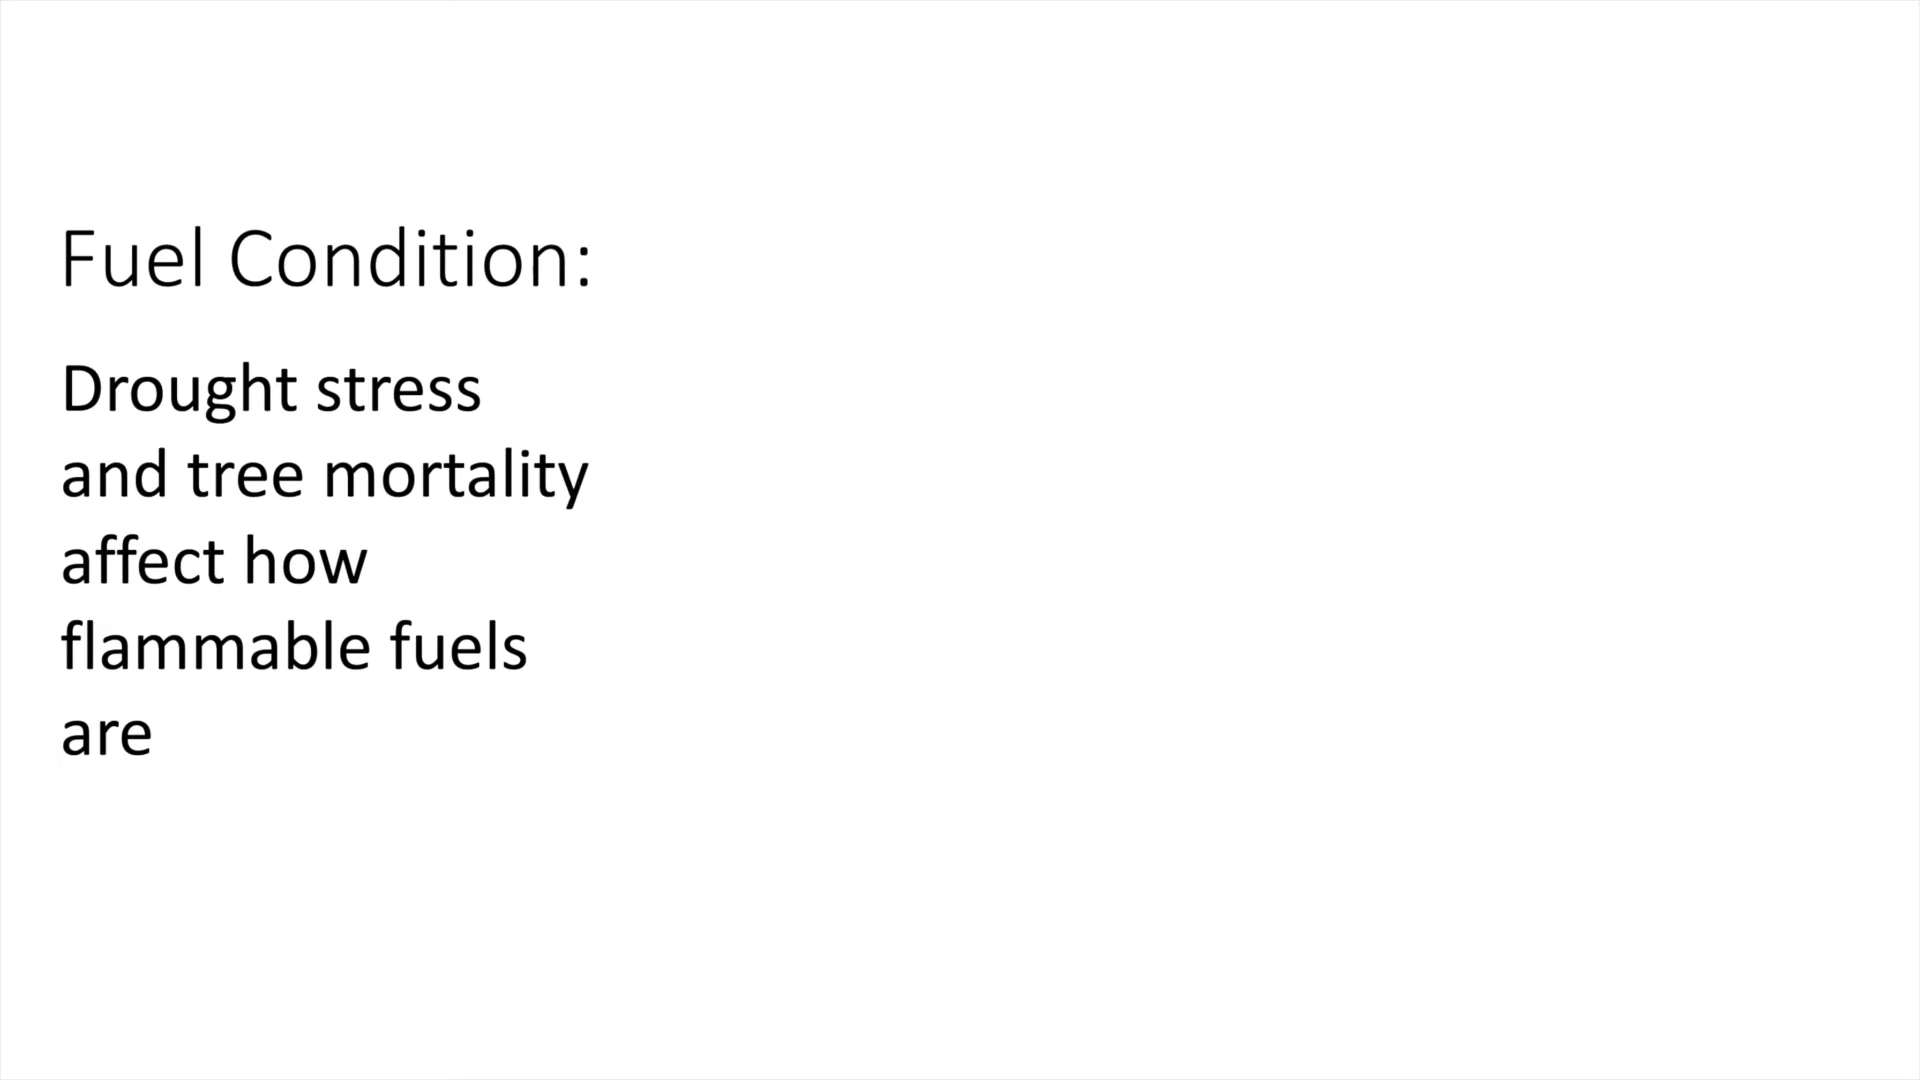 Fuel Condition:
Drought stress
and tree mortality
affect how
flammable fuels
are